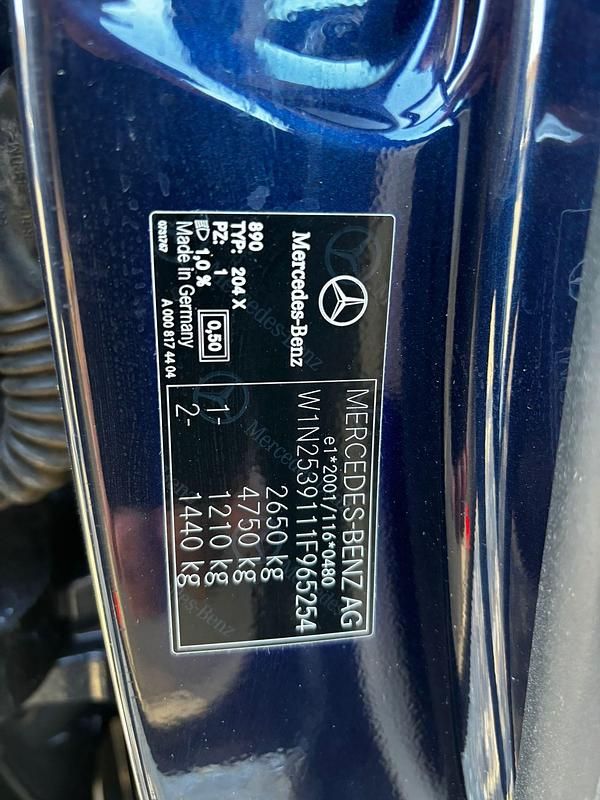 Mercedes-Benz
890
TYP: 204.X
PZ: 1
1,0 %
0,50
Made in Germany
0731767
A 000 817 44 04
MERCEDES-BENZ AG
e1*2001/116*0480
W1N2539111F965254
2650 kg
4750 kg
1- 1210 kg
2- 1440 kg